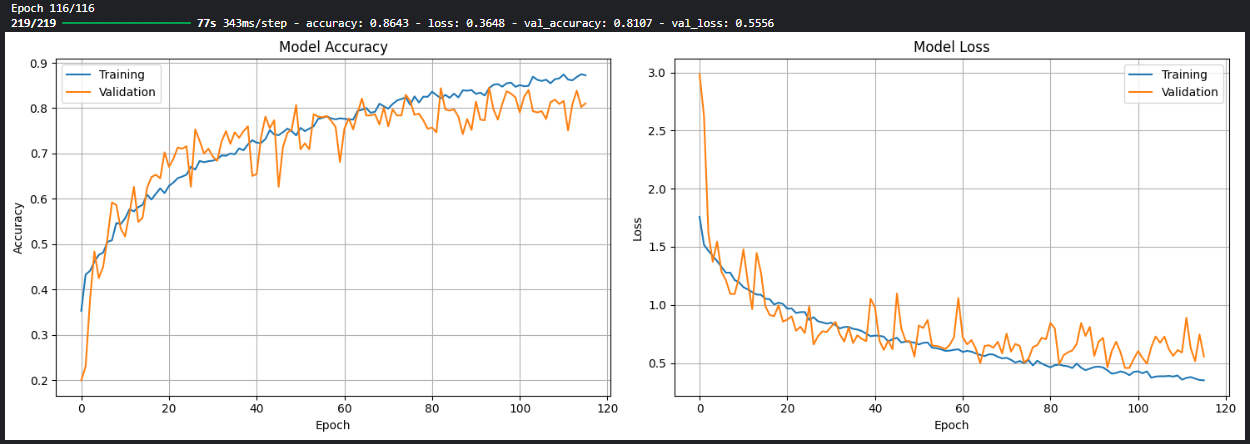 Epoch 116/116
219/219 ━━━━━━━━━━━━━━━━━━━━ 77s 343ms/step - accuracy: 0.8643 - loss: 0.3648 - val_accuracy: 0.8107 - val_loss: 0.5556
Model Accuracy
Training
Validation
Accuracy
0.9
0.8
0.7
0.6
0.5
0.4
0.3
0.2
0 20 40 60 80 100 120
Epoch
Model Loss
Training
Validation
Loss
3.0
2.5
2.0
1.5
1.0
0.5
0 20 40 60 80 100 120
Epoch